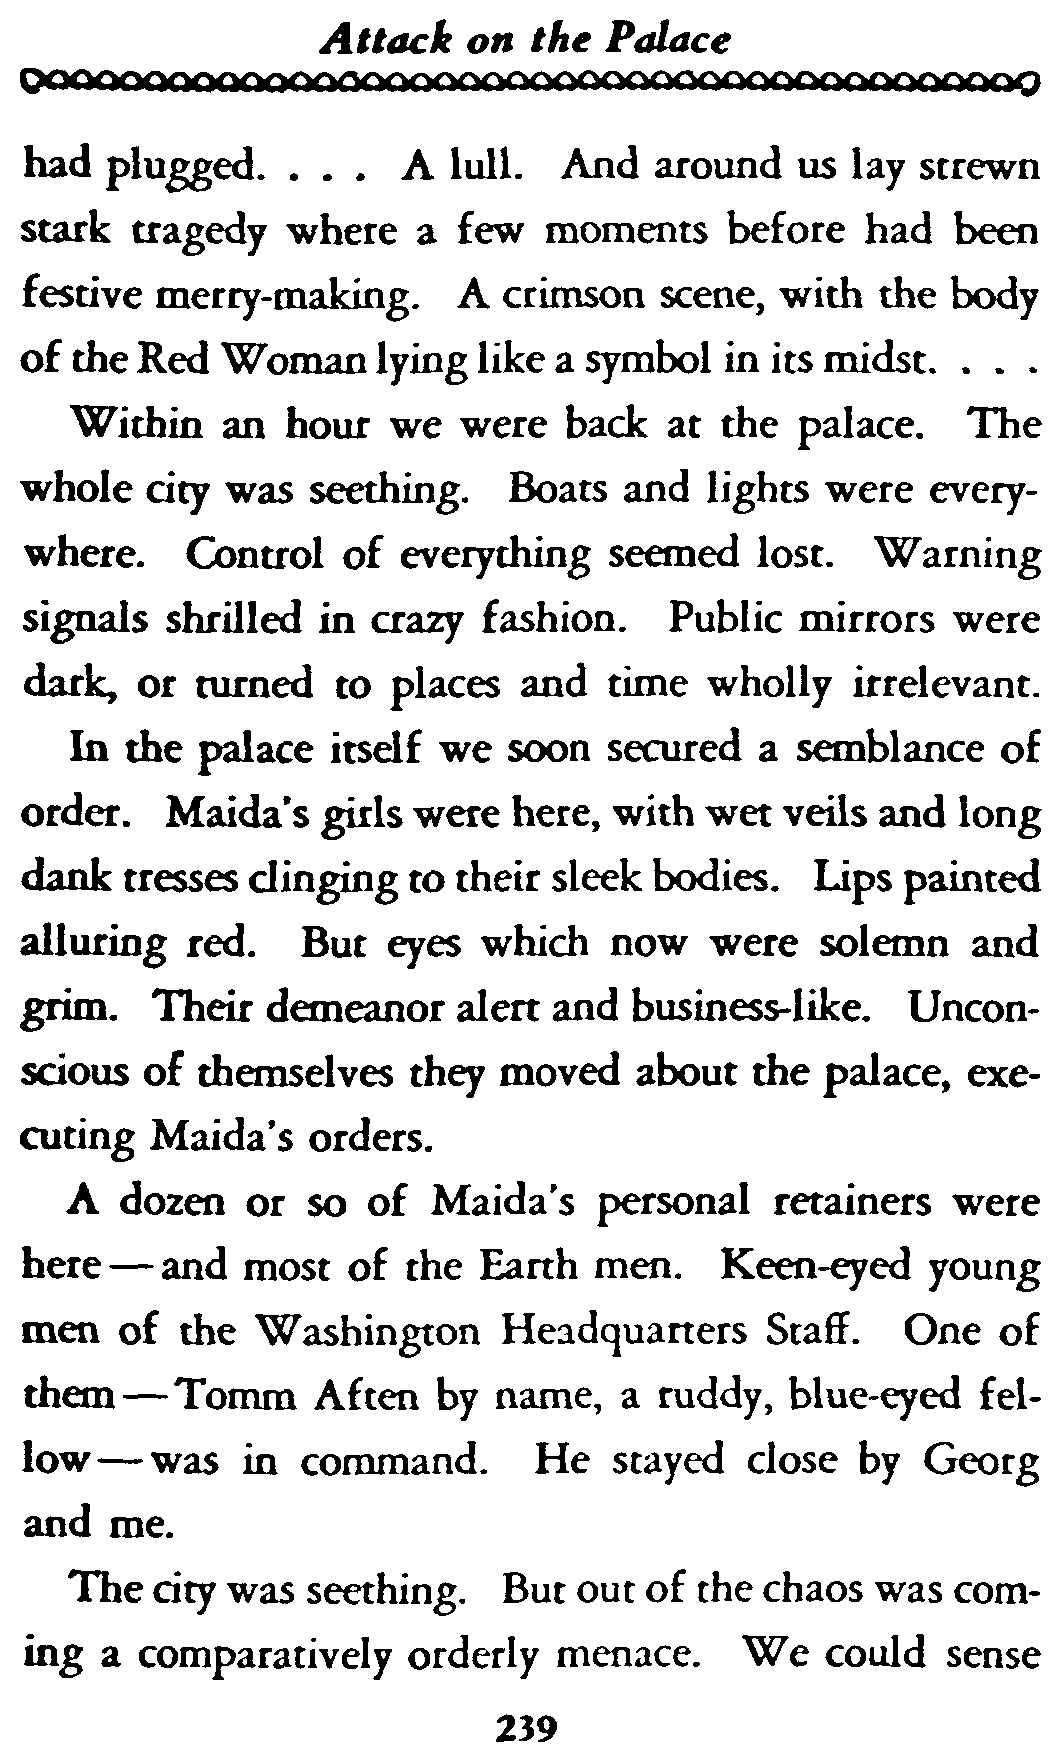 Attack on the Palace
had plugged. . . . A lull. And around us lay strewn
stark tragedy where a few moments before had been
festive merry-making. A crimson scene, with the body
of the Red Woman lying like a symbol in its midst. . . .
Within an hour we were back at the palace. The
whole city was seething. Boats and lights were every-
where. Control of everything seemed lost. Warning
signals shrilled in crazy fashion. Public mirrors were
dark, or turned to places and time wholly irrelevant.
In the palace itself we soon secured a semblance of
order. Maida's girls were here, with wet veils and long
dank tresses clinging to their sleek bodies. Lips painted
alluring red. But eyes which now were solemn and
grim. Their demeanor alert and business-like. Uncon-
scious of themselves they moved about the palace, exe-
cuting Maida's orders.
A dozen or so of Maida's personal retainers were
here—and most of the Earth men. Keen-eyed young
men of the Washington Headquarters Staff. One of
them—Tomm Aften by name, a ruddy, blue-eyed fel-
low—was in command. He stayed close by Georg
and me.
The city was seething. But out of the chaos was com-
ing a comparatively orderly menace. We could sense
239